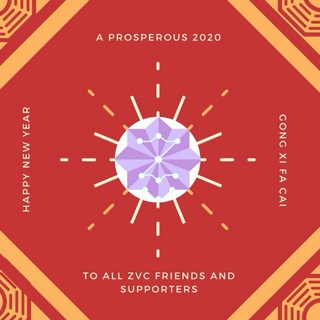 A PROSPEROUS 2020
HAPPY NEW YEAR
GONG XI FA CAI
TO ALL ZVC FRIENDS AND
SUPPORTERS